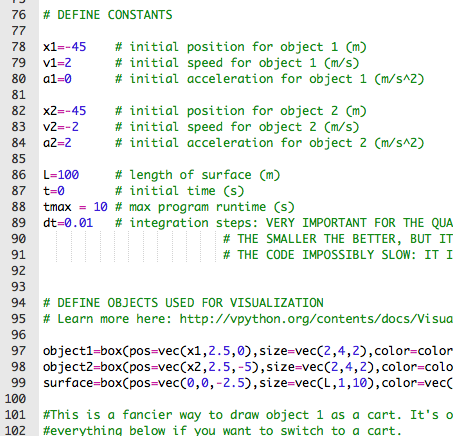 76 # DEFINE CONSTANTS
77
78 x1=-45 # initial position for object 1 (m)
79 v1=2 # initial speed for object 1 (m/s)
80 a1=0 # initial acceleration for object 1 (m/s^2)
81
82 x2=-45 # initial position for object 2 (m)
83 v2=-2 # initial speed for object 2 (m/s)
84 a2=2 # initial acceleration for object 2 (m/s^2)
85
86 L=100 # length of surface (m)
87 t=0 # initial time (s)
88 tmax = 10 # max program runtime (s)
89 dt=0.01 # integration steps: VERY IMPORTANT FOR THE QUA
90 # THE SMALLER THE BETTER, BUT IT
91 # THE CODE IMPOSSIBLY SLOW: IT I
92
93
94 # DEFINE OBJECTS USED FOR VISUALIZATION
95 # Learn more here: http://vpython.org/contents/docs/Visua
96
97 object1=box(pos=vec(x1,2.5,0),size=vec(2,4,2),color=color
98 object2=box(pos=vec(x2,2.5,-5),size=vec(2,4,2),color=colo
99 surface=box(pos=vec(0,0,-2.5),size=vec(L,1,10),color=vec(
100
101 #This is a fancier way to draw object 1 as a cart. It's o
102 #everything below if you want to switch to a cart.